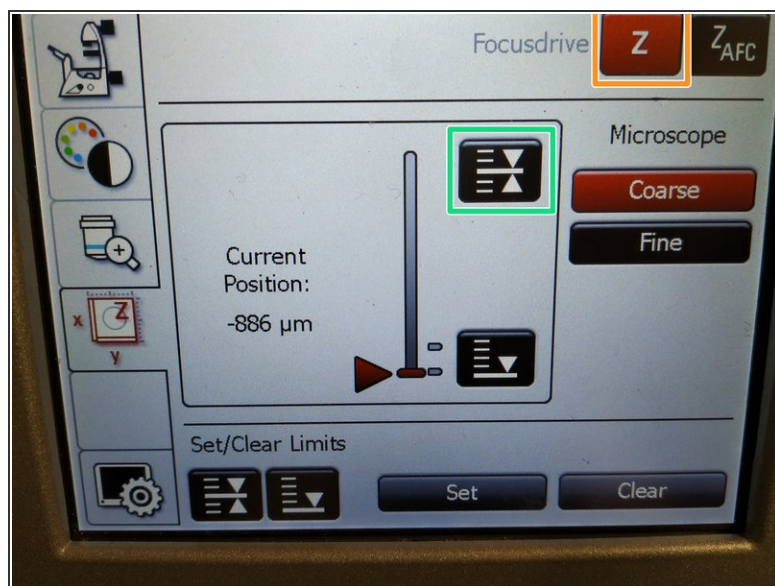 Focusdrive Z ZAFC
Microscope
Coarse
Fine
Current
Position:
-886 µm
x Z
y
Set/Clear Limits
Set Clear